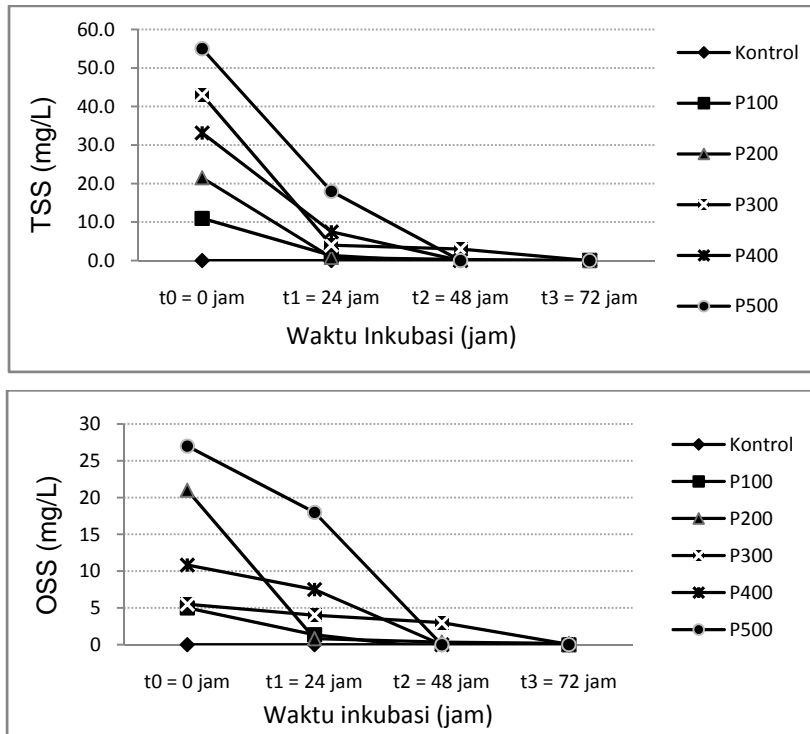 60.0
50.0
40.0
30.0
20.0
10.0
0.0
TSS (mg/L)
t0 = 0 jam t1 = 24 jam t2 = 48 jam t3 = 72 jam
Waktu Inkubasi (jam)
Kontrol
P100
P200
P300
P400
P500
30
25
20
15
10
5
0
OSS (mg/L)
t0 = 0 jam t1 = 24 jam t2 = 48 jam t3 = 72 jam
Waktu inkubasi (jam)
Kontrol
P100
P200
P300
P400
P500